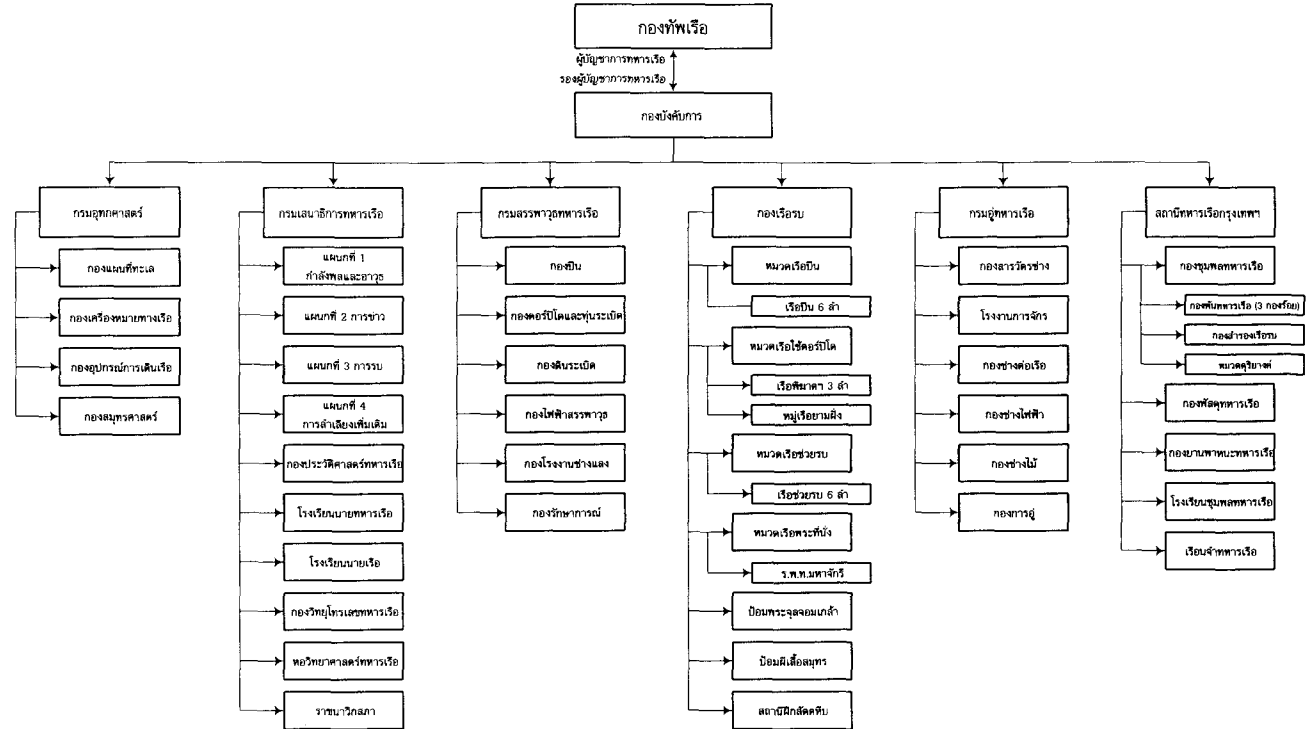 กองทัพเรือ
ผู้บัญชาการทหารเรือ
รองผู้บัญชาการทหารเรือ
กองบังคับการ
กรมอุทกศาสตร์
กองแผนที่ทะเล
กองเครื่องหมายทางเรือ
กองอุปกรณ์การเดินเรือ
กองสมุทรศาสตร์
กรมเสนาธิการทหารเรือ
แผนกที่ 1
กำลังพลและอาวุธ
แผนกที่ 2 การข่าว
แผนกที่ 3 การรบ
แผนกที่ 4
การลำเลียงเพิ่มเติม
กองประวัติศาสตร์ทหารเรือ
โรงเรียนนายทหารเรือ
โรงเรียนนายเรือ
กองวิทยุโทรเลขทหารเรือ
หอวิทยาศาสตร์ทหารเรือ
ราชนาวิกสภา
กรมสรรพาวุธทหารเรือ
กองปืน
กองตอร์ปิโดและทุ่นระเบิด
กองดินระเบิด
กองไฟฟ้าสรรพาวุธ
กองโรงงานช่างแสง
กองรักษาการณ์
กองเรือรบ
หมวดเรือปืน
เรือปืน 6 ลำ
หมวดเรือใช้ตอร์ปิโด
เรือพิฆาตฯ 3 ลำ
หมู่เรือยามฝั่ง
หมวดเรือช่วยรบ
เรือช่วยรบ 6 ลำ
หมวดเรือพระที่นั่ง
ร.พ.ท.มหาจักรี
ป้อมพระจุลจอมเกล้า
ป้อมผีเสื้อสมุทร
สถานีฝึกสัตตหีบ
กรมอู่ทหารเรือ
กองสารวัตรช่าง
โรงงานการจักร
กองช่างต่อเรือ
กองช่างไฟฟ้า
กองช่างไม้
กองการอู่
สถานีทหารเรือกรุงเทพฯ
กองชุมพลทหารเรือ
กองพันทหารเรือ (3 กองร้อย)
กองสำรองเรือรบ
หมวดดุริยางค์
กองพัสดุทหารเรือ
กองยานพาหนะทหารเรือ
โรงเรียนชุมพลทหารเรือ
เรือนจำทหารเรือ